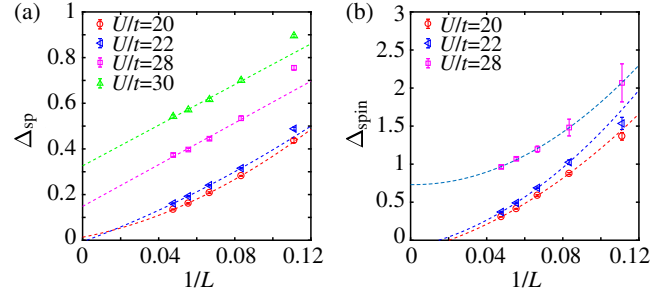 (a)
U/t=20
U/t=22
U/t=28
U/t=30
Δsp
1
0.8
0.6
0.4
0.2
0
0
0.04
0.08
0.12
1/L
(b)
U/t=20
U/t=22
U/t=28
Δspin
3
2.5
2
1.5
1
0.5
0
0
0.04
0.08
0.12
1/L